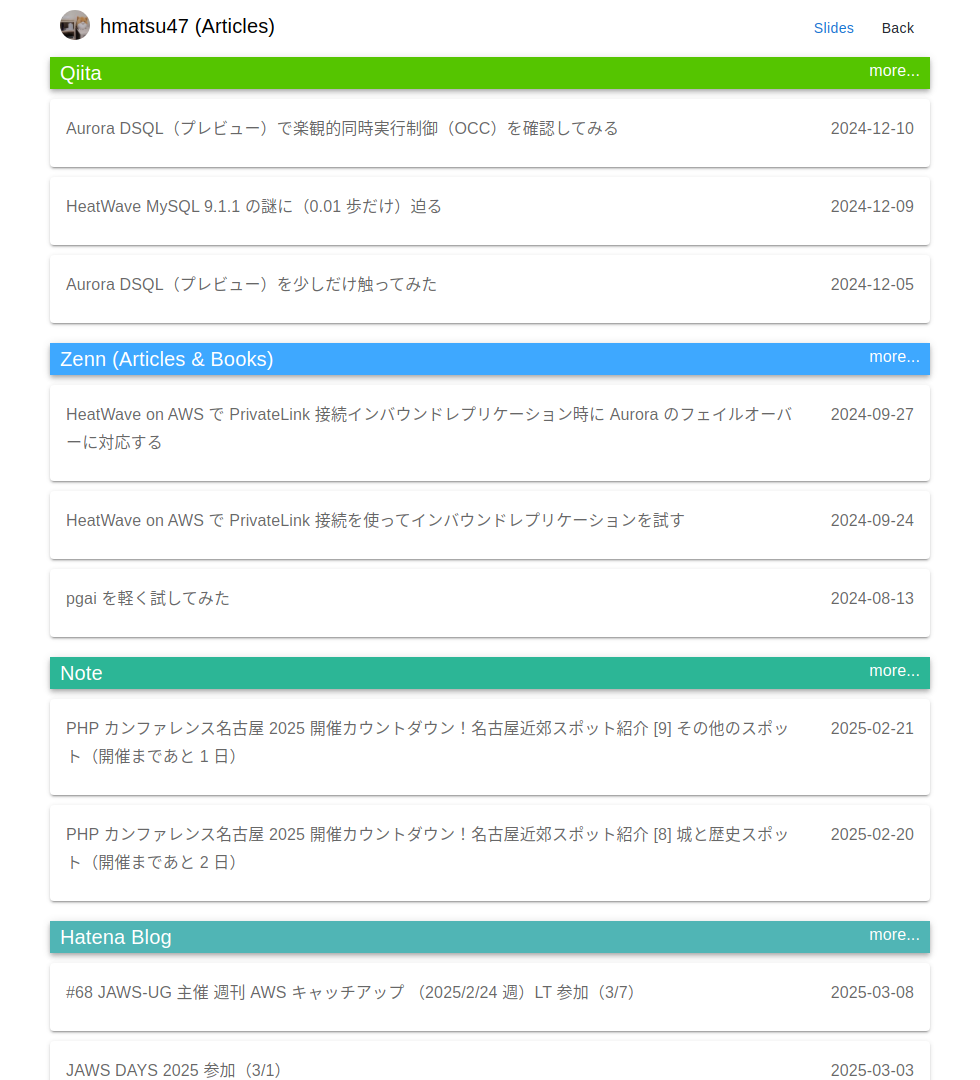 hmatsu47 (Articles)
Slides
Back
Qiita
more...
Aurora DSQL（プレビュー）で楽観的同時実行制御（OCC）を確認してみる
2024-12-10
HeatWave MySQL 9.1.1 の謎に（0.01 歩だけ）迫る
2024-12-09
Aurora DSQL（プレビュー）を少しだけ触ってみた
2024-12-05
Zenn (Articles & Books)
more...
HeatWave on AWS で PrivateLink 接続インバウンドレプリケーション時に Aurora のフェイルオーバ
ーに対応する
2024-09-27
HeatWave on AWS で PrivateLink 接続を使ってインバウンドレプリケーションを試す
2024-09-24
pgai を軽く試してみた
2024-08-13
Note
more...
PHP カンファレンス名古屋 2025 開催カウントダウン！名古屋近郊スポット紹介 [9] その他のスポッ
ト（開催まであと 1 日）
2025-02-21
PHP カンファレンス名古屋 2025 開催カウントダウン！名古屋近郊スポット紹介 [8] 城と歴史スポッ
ト（開催まであと 2 日）
2025-02-20
Hatena Blog
more...
#68 JAWS-UG 主催 週刊 AWS キャッチアップ （2025/2/24 週）LT 参加（3/7）
2025-03-08
JAWS DAYS 2025 参加（3/1）
2025-03-03